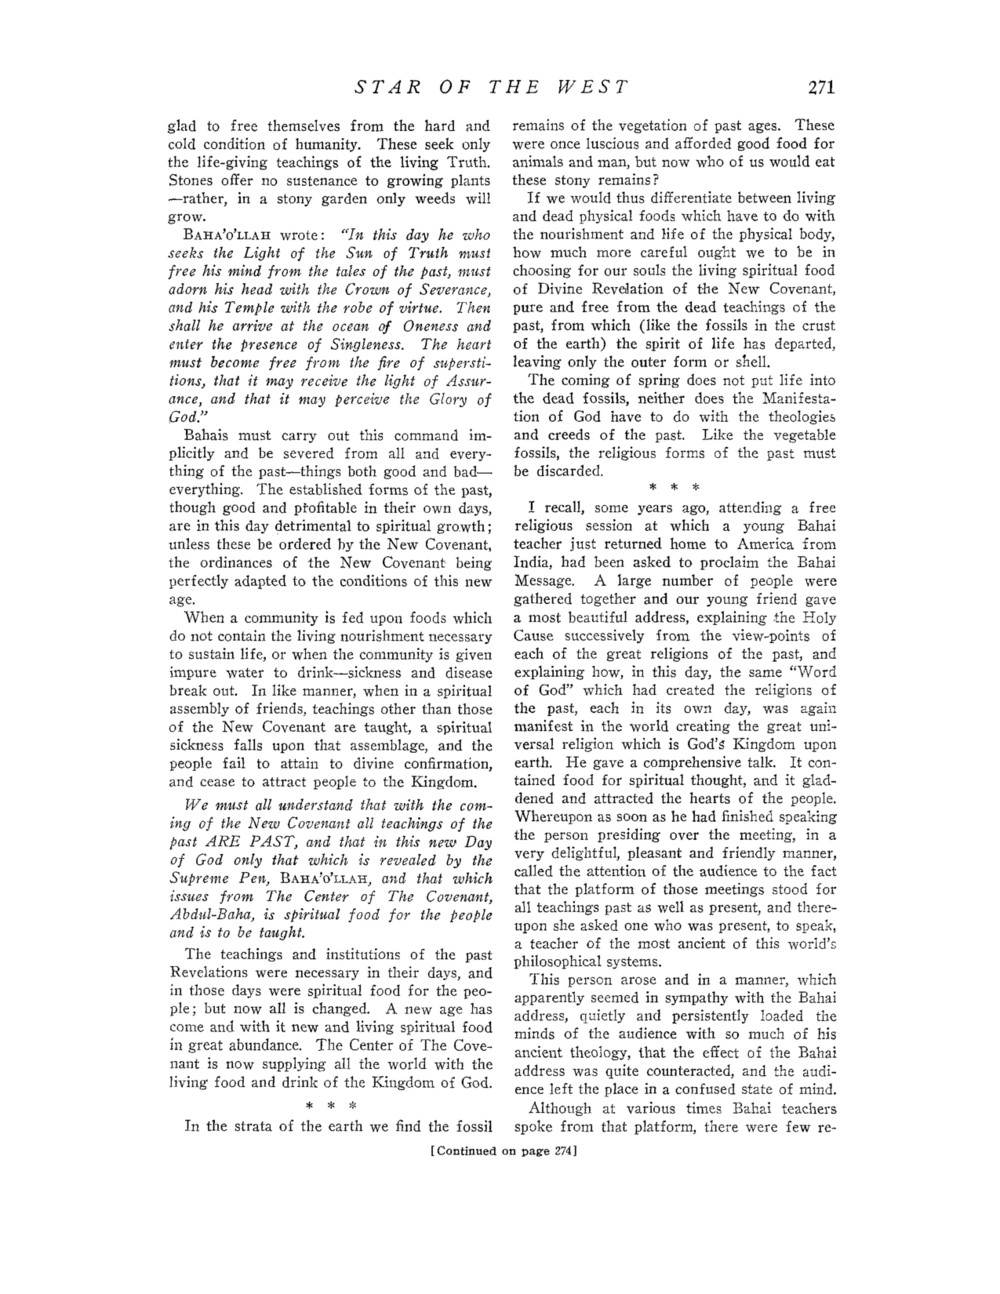 STAR OF THE WEST 271
glad to free themselves from the hard and
cold condition of humanity. These seek only
the life-giving teachings of the living Truth.
Stones offer no sustenance to growing plants
—rather, in a stony garden only weeds will
grow.
BAHA'O'LLAH wrote: "In this day he who
seeks the Light of the Sun of Truth must
free his mind from the tales of the past, must
adorn his head with the Crown of Severance,
and his Temple with the robe of virtue. Then
shall he arrive at the ocean of Oneness and
enter the presence of Singleness. The heart
must become free from the fire of supersti-
tions, that it may receive the light of Assur-
ance, and that it may perceive the Glory of
God."
Bahais must carry out this command im-
plicitly and be severed from all and every-
thing of the past—things both good and bad—
everything. The established forms of the past,
though good and profitable in their own days,
are in this day detrimental to spiritual growth;
unless these be ordered by the New Covenant,
the ordinances of the New Covenant being
perfectly adapted to the conditions of this new
age.
When a community is fed upon foods which
do not contain the living nourishment necessary
to sustain life, or when the community is given
impure water to drink—sickness and disease
break out. In like manner, when in a spiritual
assembly of friends, teachings other than those
of the New Covenant are taught, a spiritual
sickness falls upon that assemblage, and the
people fail to attain to divine confirmation,
and cease to attract people to the Kingdom.
We must all understand that with the com-
ing of the New Covenant all teachings of the
past ARE PAST, and that in this new Day
of God only that which is revealed by the
Supreme Pen, BAHA'O'LLAH, and that which
issues from The Center of The Covenant,
Abdul-Baha, is spiritual food for the people
and is to be taught.
The teachings and institutions of the past
Revelations were necessary in their days, and
in those days were spiritual food for the peo-
ple; but now all is changed. A new age has
come and with it new and living spiritual food
in great abundance. The Center of The Cove-
nant is now supplying all the world with the
living food and drink of the Kingdom of God.
* * *
In the strata of the earth we find the fossil
remains of the vegetation of past ages. These
were once luscious and afforded good food for
animals and man, but now who of us would eat
these stony remains?
If we would thus differentiate between living
and dead physical foods which have to do with
the nourishment and life of the physical body,
how much more careful ought we to be in
choosing for our souls the living spiritual food
of Divine Revelation of the New Covenant,
pure and free from the dead teachings of the
past, from which (like the fossils in the crust
of the earth) the spirit of life has departed,
leaving only the outer form or shell.
The coming of spring does not put life into
the dead fossils, neither does the Manifesta-
tion of God have to do with the theologies
and creeds of the past. Like the vegetable
fossils, the religious forms of the past must
be discarded.
* * *
I recall, some years ago, attending a free
religious session at which a young Bahai
teacher just returned home to America from
India, had been asked to proclaim the Bahai
Message. A large number of people were
gathered together and our young friend gave
a most beautiful address, explaining the Holy
Cause successively from the view-points of
each of the great religions of the past, and
explaining how, in this day, the same "Word
of God" which had created the religions of
the past, each in its own day, was again
manifest in the world creating the great uni-
versal religion which is God's Kingdom upon
earth. He gave a comprehensive talk. It con-
tained food for spiritual thought, and it glad-
dened and attracted the hearts of the people.
Whereupon as soon as he had finished speaking
the person presiding over the meeting, in a
very delightful, pleasant and friendly manner,
called the attention of the audience to the fact
that the platform of those meetings stood for
all teachings past as well as present, and there-
upon she asked one who was present, to speak,
a teacher of the most ancient of this world's
philosophical systems.
This person arose and in a manner, which
apparently seemed in sympathy with the Bahai
address, quietly and persistently loaded the
minds of the audience with so much of his
ancient theology, that the effect of the Bahai
address was quite counteracted, and the audi-
ence left the place in a confused state of mind.
Although at various times Bahai teachers
spoke from that platform, there were few re-
[Continued on page 274]